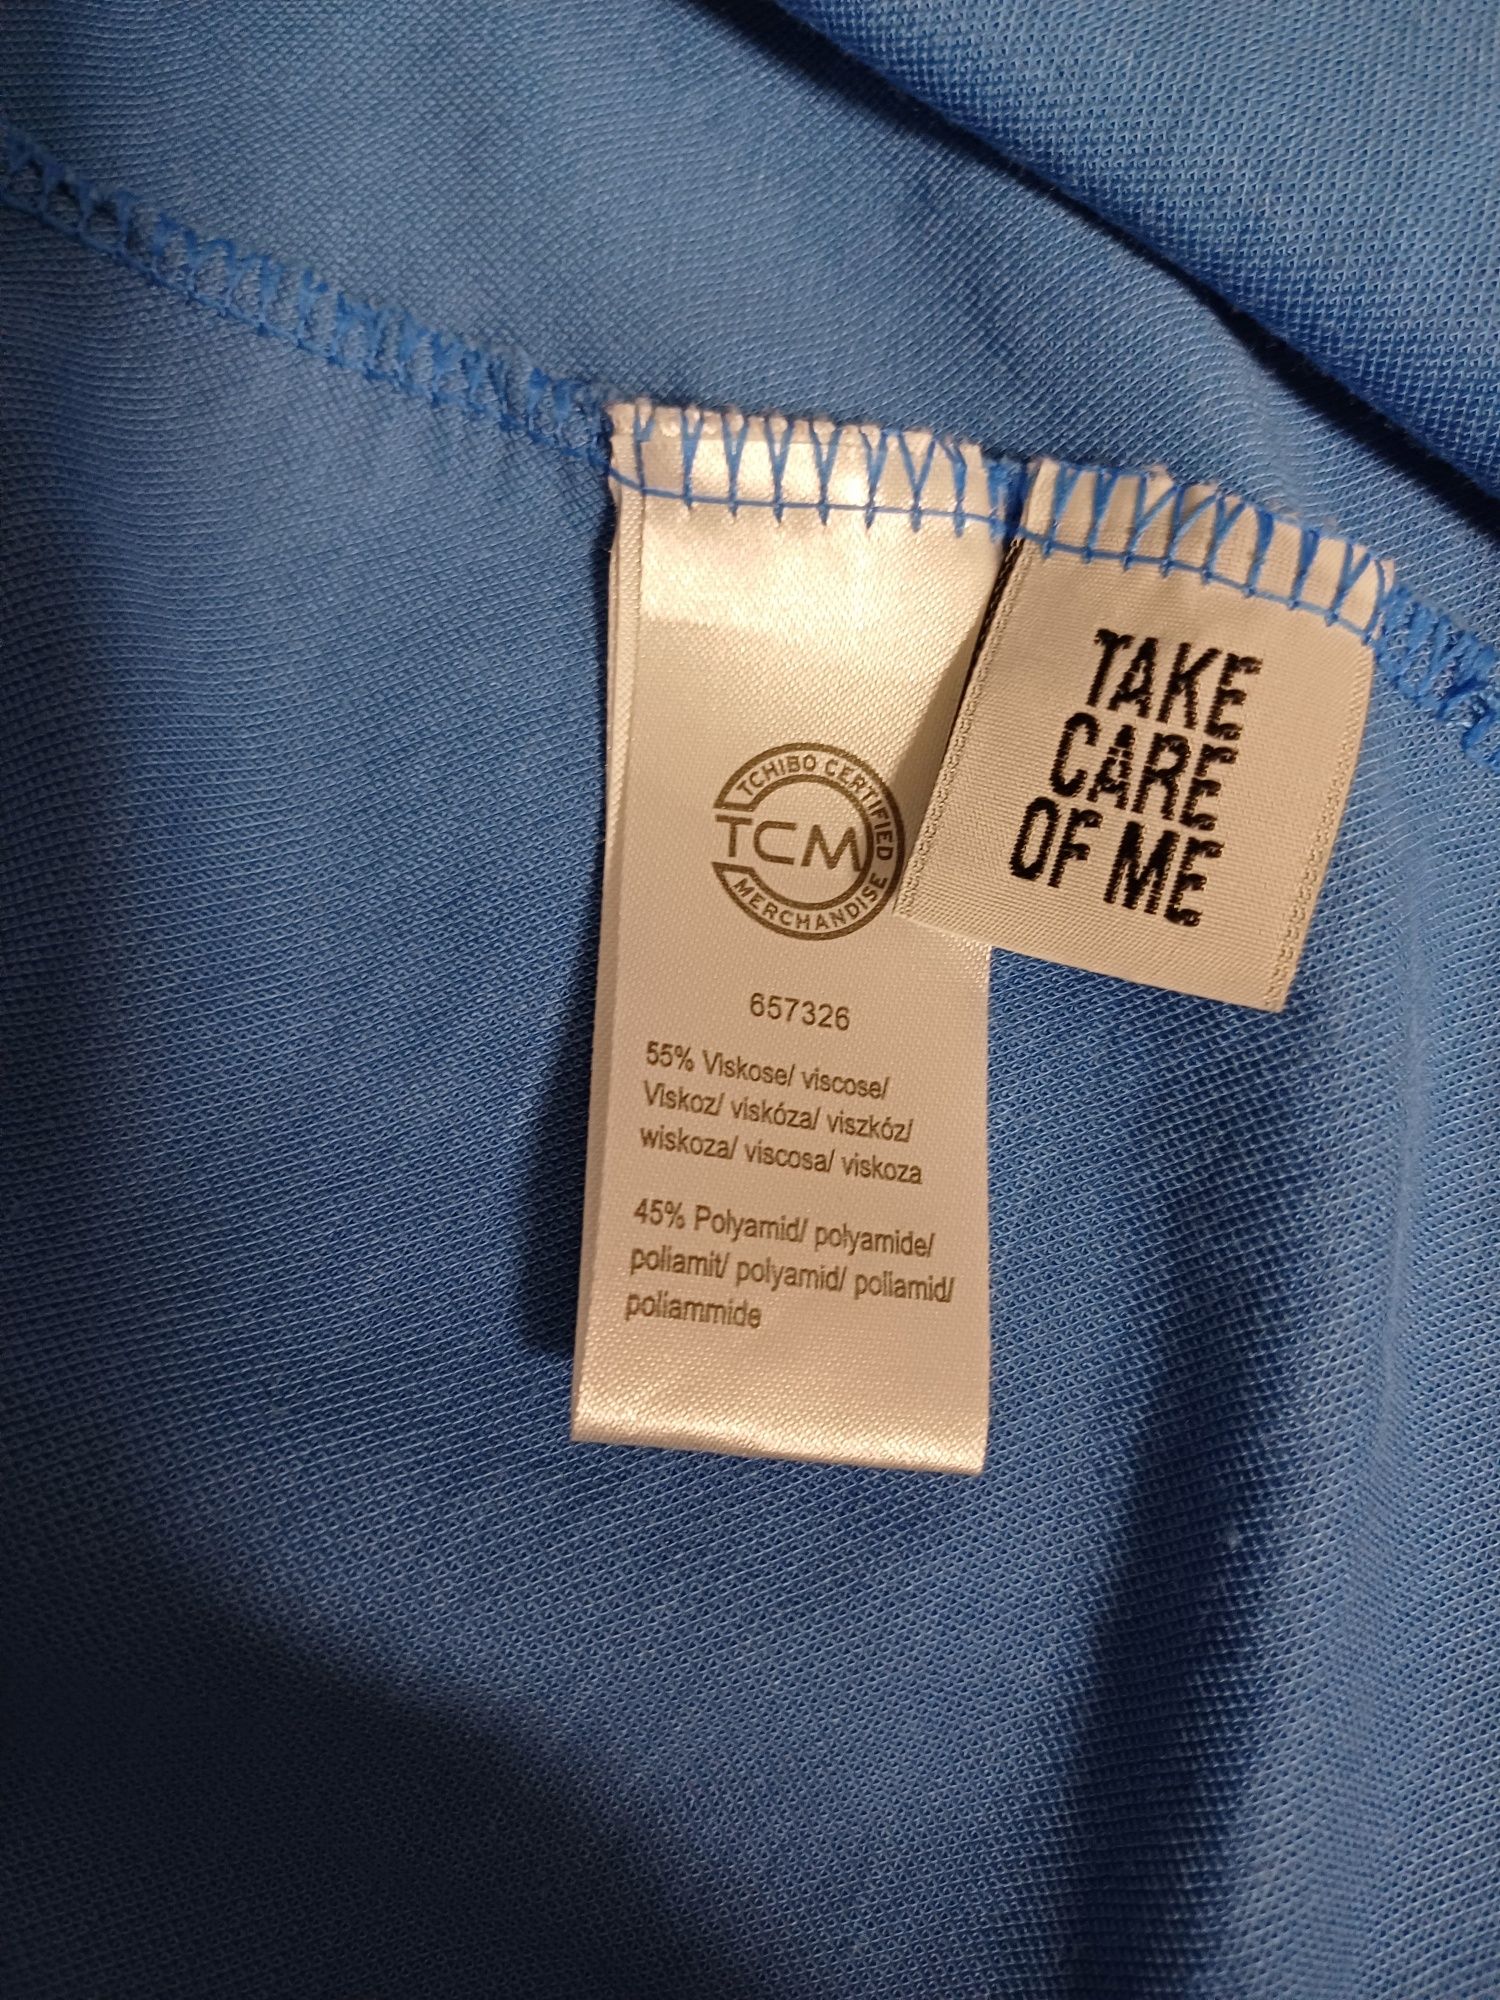 TCHIBO CERTIFIED
TCM
MERCHANDISE
657326
55% Viskose/ viscose/
Viskoz/ viskóza/ viszkóz/
wiskoza/ viscosa/ viskoza
45% Polyamid/ polyamide/
poliamit/ polyamid/ poliamid/
poliammide
TAKE
CARE
OF ME